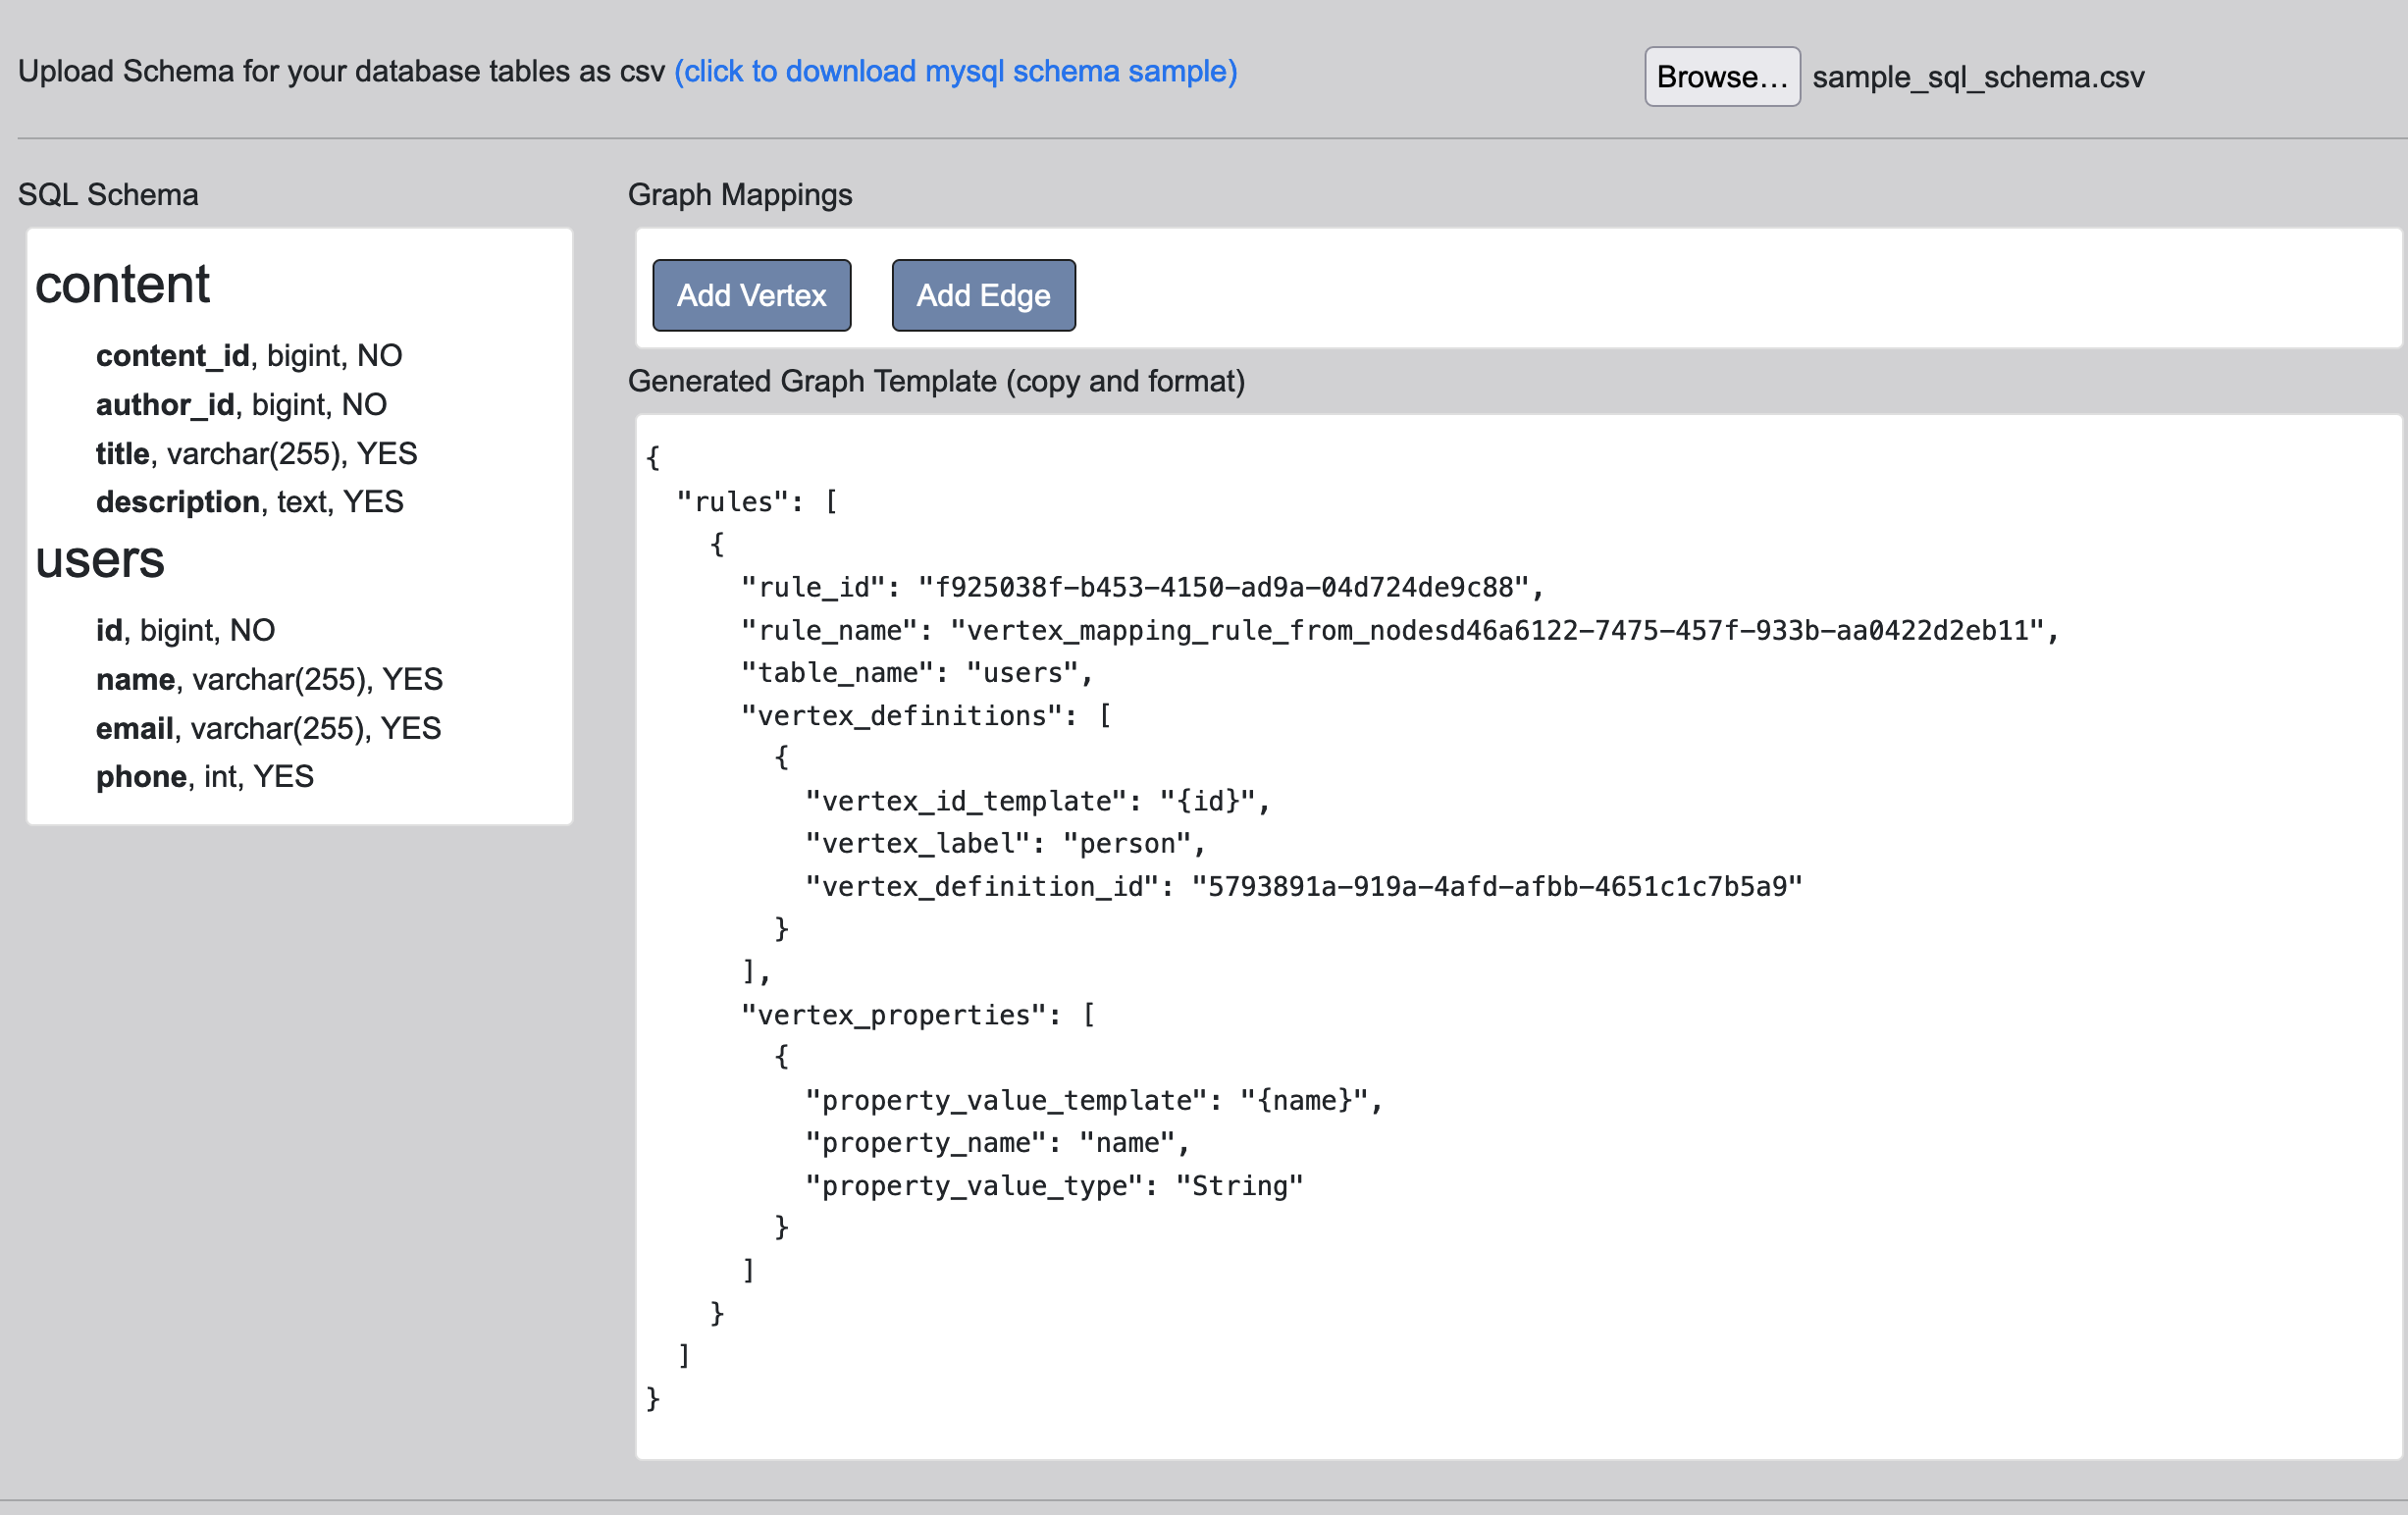 Upload Schema for your database tables as csv (click to download mysql schema sample)
Browse... sample_sql_schema.csv
SQL Schema
content
content_id, bigint, NO
author_id, bigint, NO
title, varchar(255), YES
description, text, YES
users
id, bigint, NO
name, varchar(255), YES
email, varchar(255), YES
phone, int, YES
Graph Mappings
Add Vertex
Add Edge
Generated Graph Template (copy and format)
{
  "rules": [
    {
      "rule_id": "f925038f-b453-4150-ad9a-04d724de9c88",
      "rule_name": "vertex_mapping_rule_from_nodesd46a6122-7475-457f-933b-aa0422d2eb11",
      "table_name": "users",
      "vertex_definitions": [
        {
          "vertex_id_template": "{id}",
          "vertex_label": "person",
          "vertex_definition_id": "5793891a-919a-4afd-afbb-4651c1c7b5a9"
        }
      ],
      "vertex_properties": [
        {
          "property_value_template": "{name}",
          "property_name": "name",
          "property_value_type": "String"
        }
      ]
    }
  ]
}